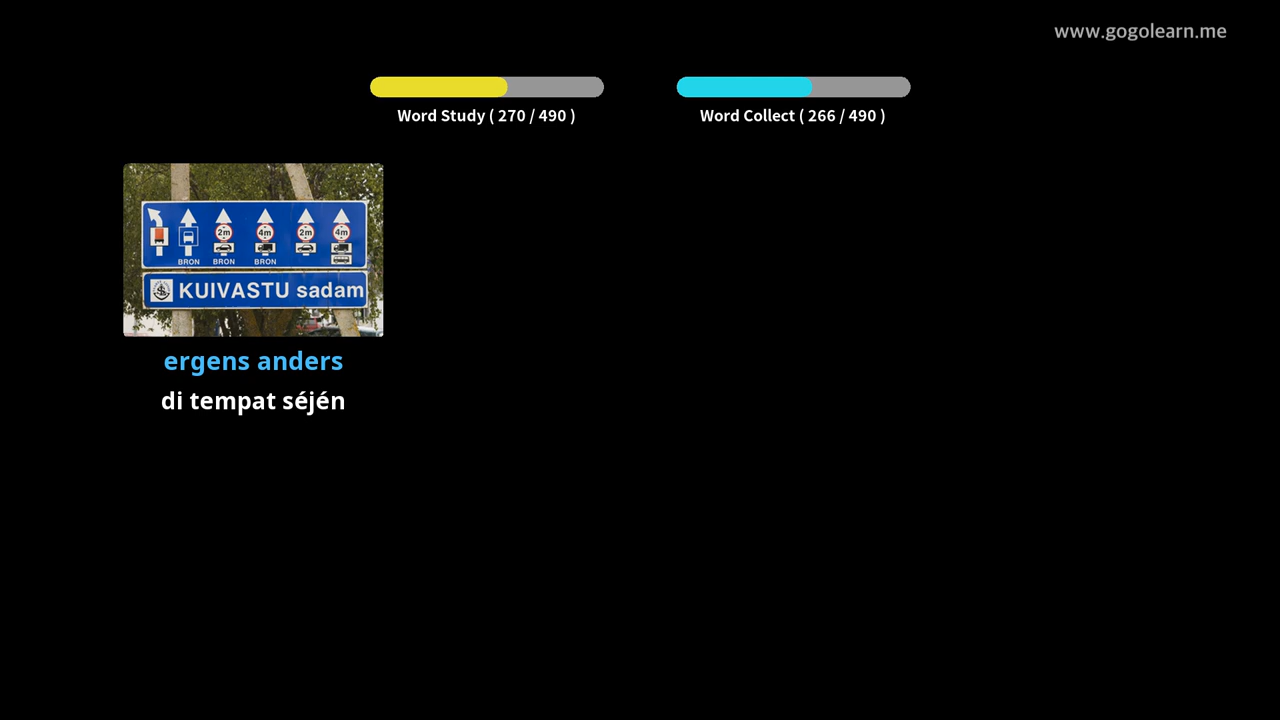 www.gogolearn.me
Word Study ( 270 / 490 )
Word Collect ( 266 / 490 )
2m 4m 2m 4m
BRON BRON BRON
KUIVASTU sadam
ergens anders
di tempat séjén